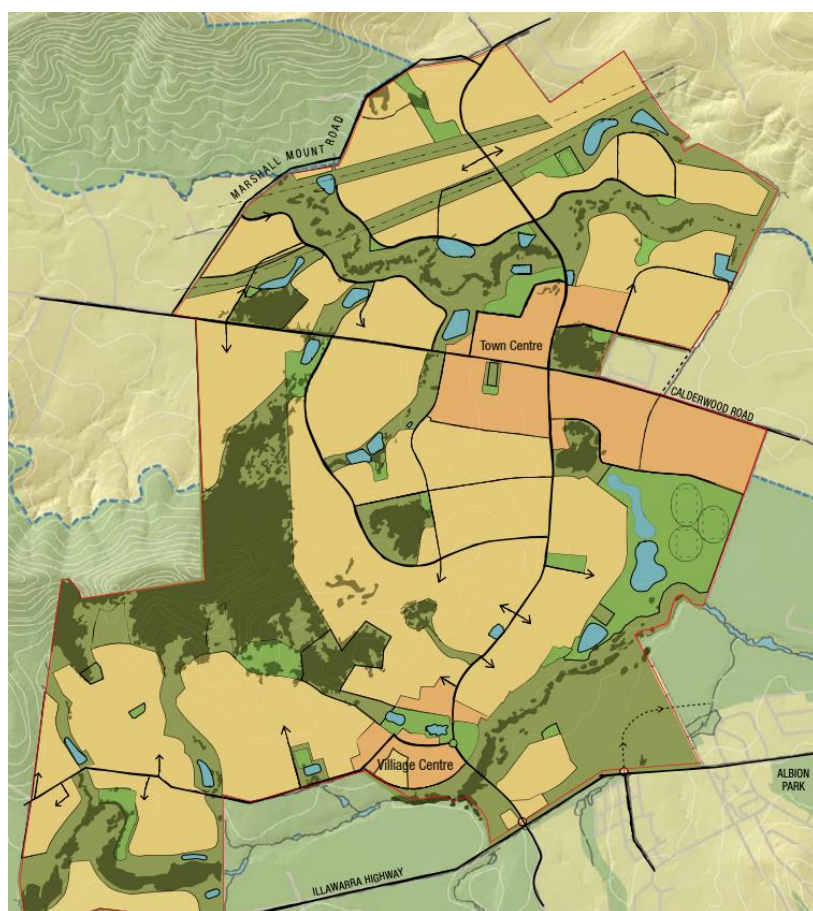 MARSHALL MOUNT ROAD
Town Centre
CALDERWOOD ROAD
Villiage Centre
ALBION
PARK
ILLAWARRA HIGHWAY